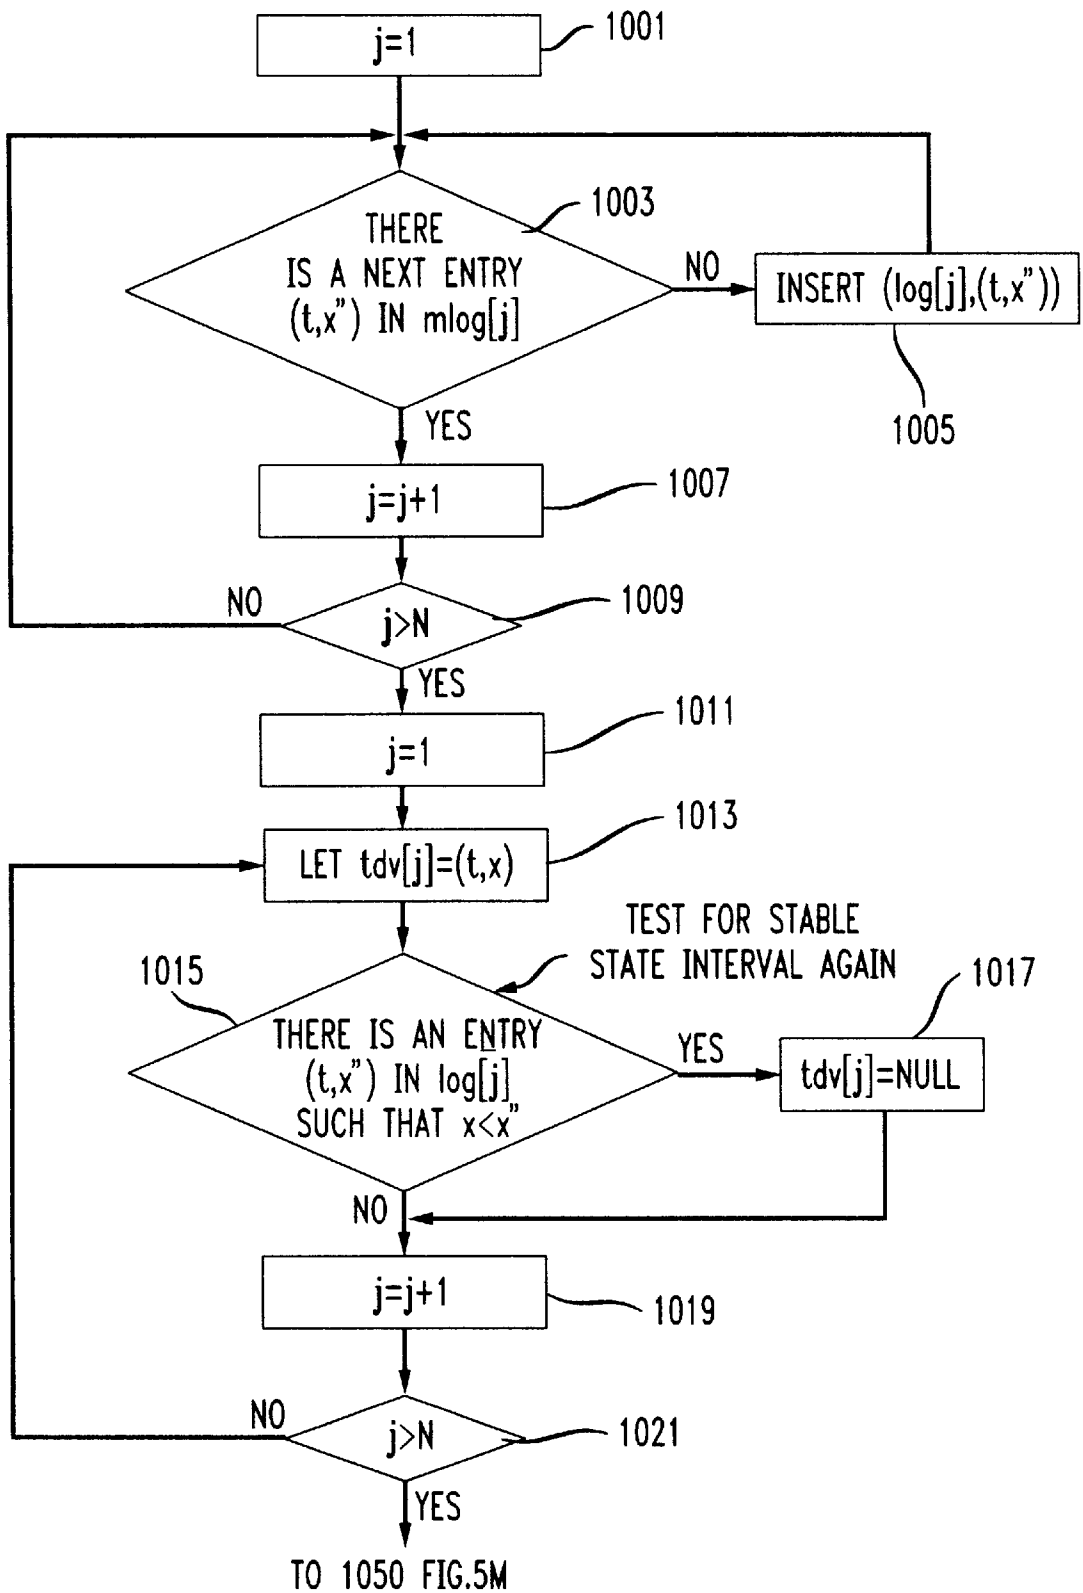 j=1
1001
THERE
IS A NEXT ENTRY
(t,x") IN mlog[j]
1003
NO
INSERT (log[j],(t,x"))
1005
YES
j=j+1
1007
NO
j>N
1009
YES
j=1
1011
LET tdv[j]=(t,x)
1013
TEST FOR STABLE
STATE INTERVAL AGAIN
1015
THERE IS AN ENTRY
(t,x") IN log[j]
SUCH THAT x<x"
YES
1017
tdv[j]=NULL
NO
j=j+1
1019
NO
j>N
1021
YES
TO 1050 FIG.5M